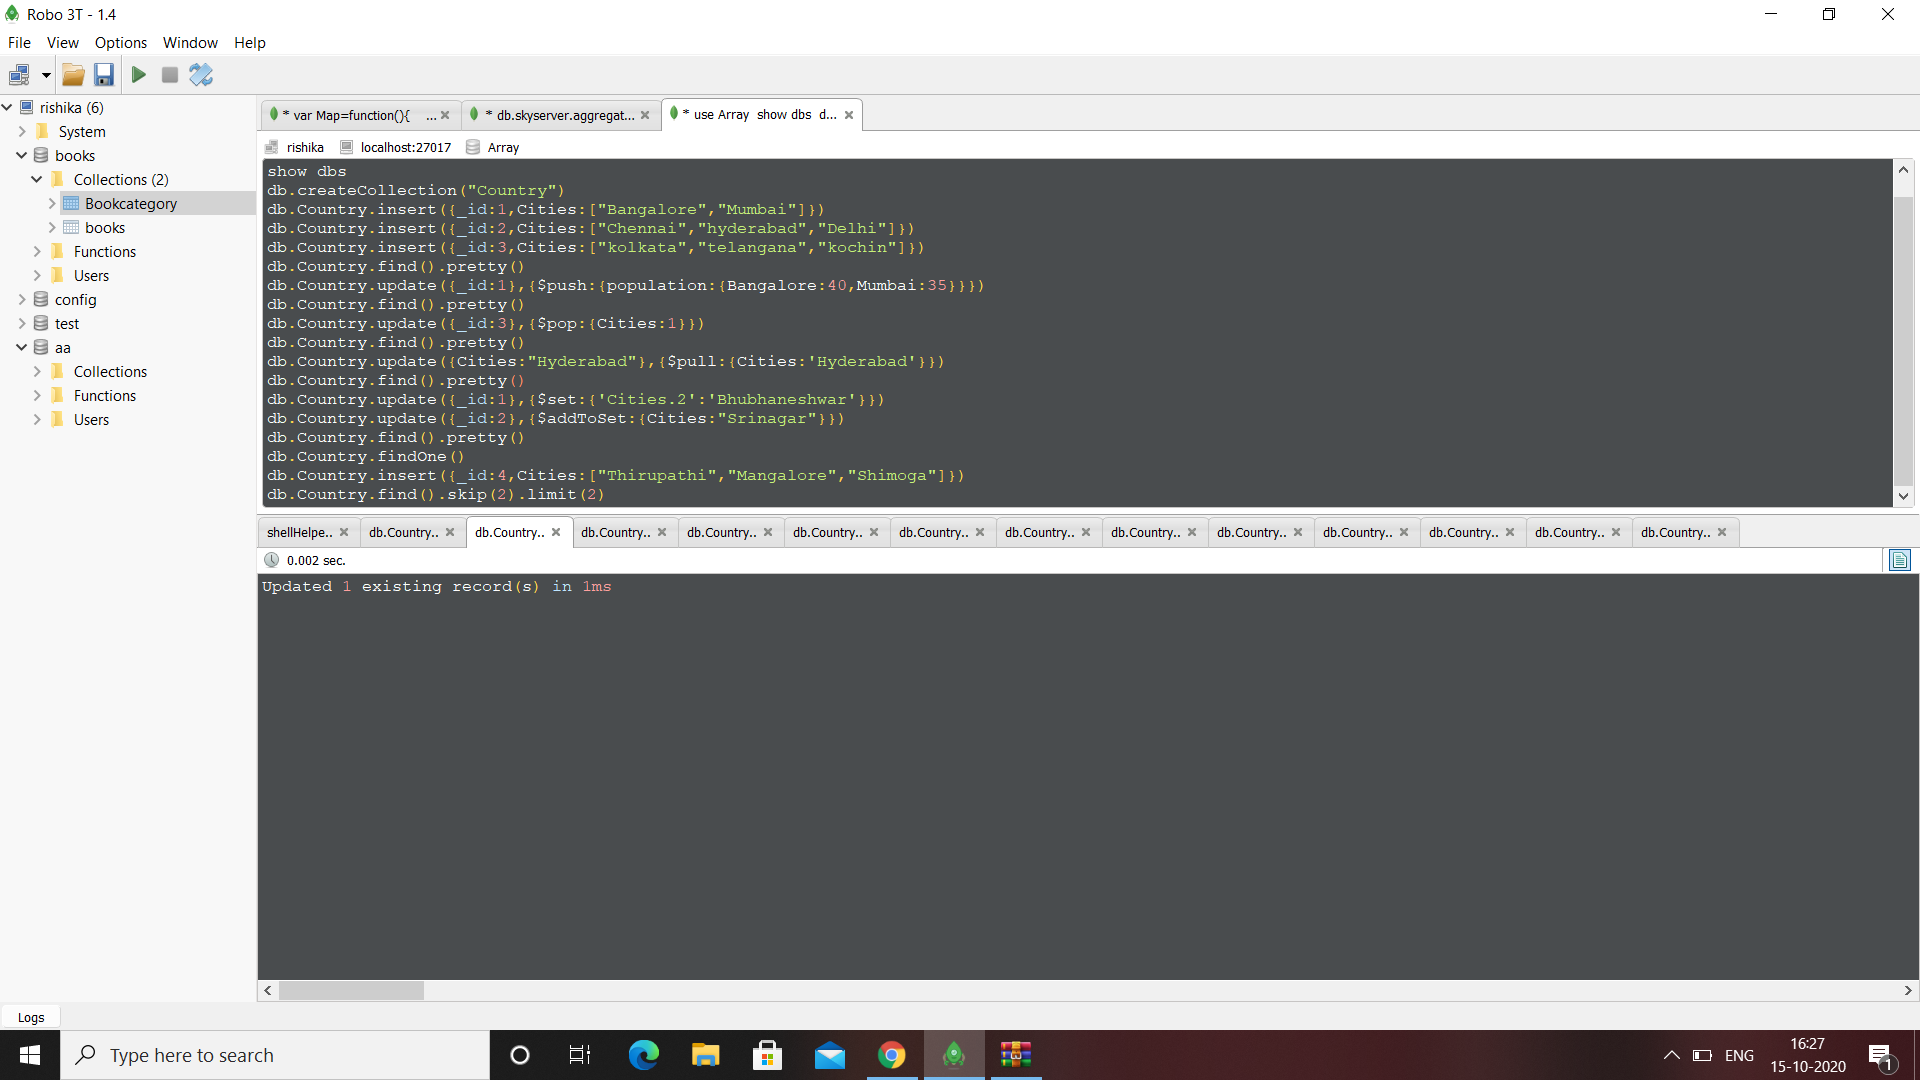 Robo 3T - 1.4
File View Options Window Help
rishika (6)
System
books
Collections (2)
Bookcategory
books
Functions
Users
config
test
aa
Collections
Functions
Users
* var Map=function(){ ... * db.skyserver.aggregat... * use Array show dbs d...
rishika localhost:27017 Array
show dbs
db.createCollection("Country")
db.Country.insert({_id:1,Cities:["Bangalore","Mumbai"]})
db.Country.insert({_id:2,Cities:["Chennai","hyderabad","Delhi"]})
db.Country.insert({_id:3,Cities:["kolkata","telangana","kochin"]})
db.Country.find().pretty()
db.Country.update({_id:1},{$push:{population:{Bangalore:40,Mumbai:35}}})
db.Country.find().pretty()
db.Country.update({_id:3},{$pop:{Cities:1}})
db.Country.find().pretty()
db.Country.update({Cities:"Hyderabad"},{$pull:{Cities:'Hyderabad'}})
db.Country.find().pretty()
db.Country.update({_id:1},{$set:{'Cities.2':'Bhubhaneshwar'}})
db.Country.update({_id:2},{$addToSet:{Cities:"Srinagar"}})
db.Country.find().pretty()
db.Country.findOne()
db.Country.insert({_id:4,Cities:["Thirupathi","Mangalore","Shimoga"]})
db.Country.find().skip(2).limit(2)
shellHelpe.. db.Country.. db.Country.. db.Country.. db.Country.. db.Country.. db.Country.. db.Country.. db.Country.. db.Country.. db.Country.. db.Country.. db.Country.. db.Country..
0.002 sec.
Updated 1 existing record(s) in 1ms
Logs
Type here to search
ENG
16:27
15-10-2020
1